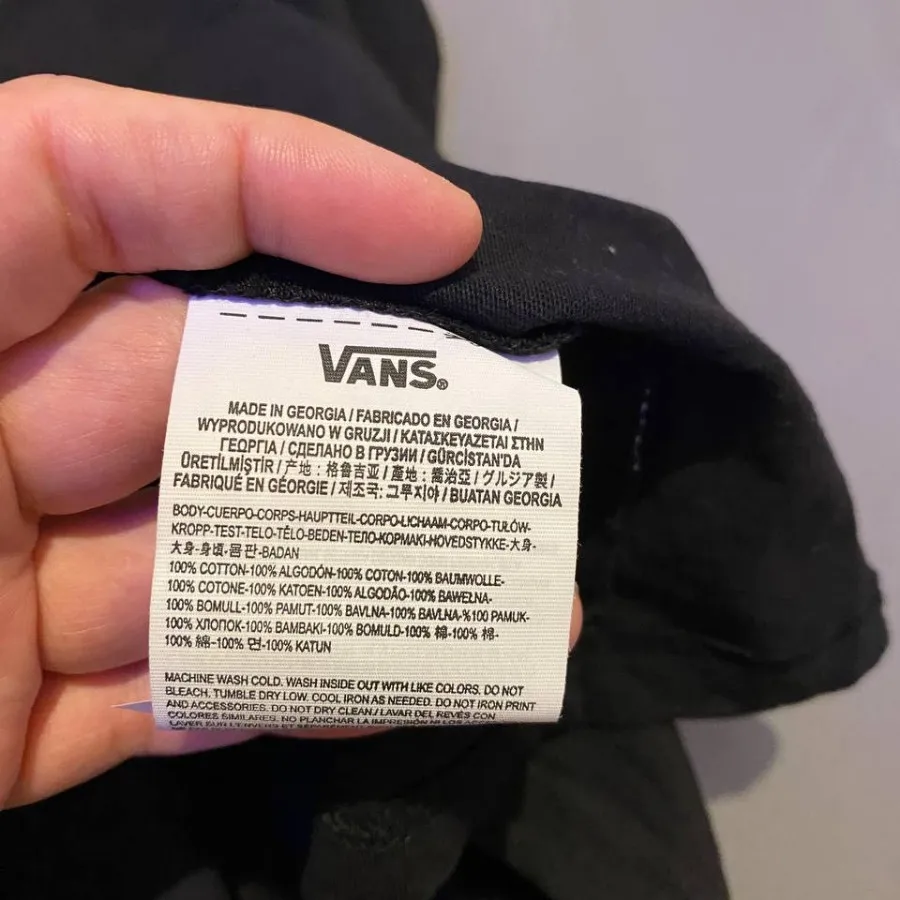 VANS®
MADE IN GEORGIA / FABRICADO EN GEORGIA /
WYPRODUKOWANO W GRUZJI / ΚΑΤΑΣΚΕΥΑΖΕΤΑΙ ΣΤΗΝ
ΓΕΩΡΓΙΑ / СДЕЛАНО В ГРУЗИИ / GÜRCİSTAN'DA
ÜRETİLMİŞTİR / 产地 : 格鲁吉亚 / 產地 : 喬治亞 / グルジア製 /
FABRIQUÉ EN GÉORGIE / 제조국: 그루지야 / BUATAN GEORGIA
BODY-CUERPO-CORPS-HAUPTTEIL-CORPO-LICHAAM-CORPO-TUŁÓW-
KROPP-TEST-TELO-TĚLO-BEDEN-ТЕЛО-ΚΟΡΜΑΚΙ-HOVEDSTYKKE-大身-
大身-身頃-몸 판-BADAN
100% COTTON-100% ALGODÓN-100% COTON-100% BAUMWOLLE-
100% COTONE-100% KATOEN-100% ALGODÃO-100% BAWEŁNA-
100% BOMULL-100% PAMUT-100% BAVLNA-100% BAVLNA-%100 PAMUK-
100% ХЛОПОК-100% ΒΑΜΒΑΚΙ-100% BOMULD-100% 棉-100% 棉-
100% 綿-100% 면-100% KATUN
MACHINE WASH COLD. WASH INSIDE OUT WITH LIKE COLORS. DO NOT
BLEACH. TUMBLE DRY LOW. COOL IRON AS NEEDED. DO NOT IRON PRINT
AND ACCESSORIES. DO NOT DRY CLEAN./ LAVAR DEL REVÉS CON
COLORES SIMILARES. NO PLANCHAR LA IMPRESIÓN NI LOS
LAVER SUR L'ENVERS ET